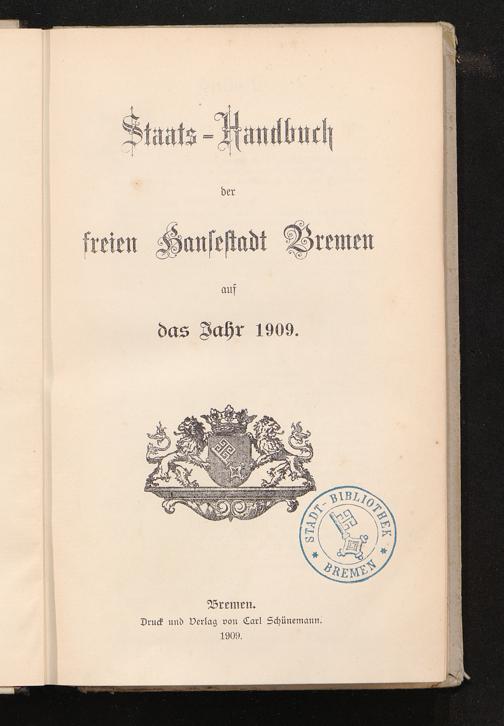 Staats-Handbuch
der
freien Hansestadt Bremen
auf
das Jahr 1909.
STADT-BIBLIOTHEK
* BREMEN *
Bremen.
Druck und Verlag von Carl Schünemann.
1909.